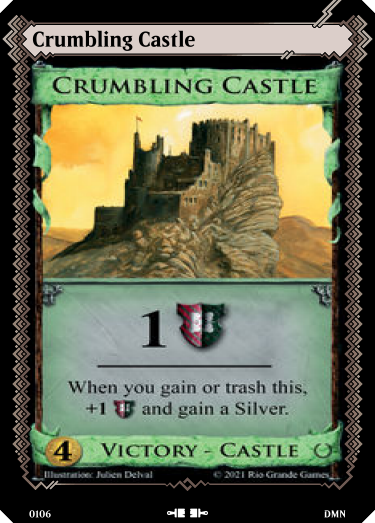 Crumbling Castle
CRUMBLING CASTLE
1
When you gain or trash this,
+1 and gain a Silver.
4 VICTORY - CASTLE
Illustration: Julien Delval © 2021 Rio Grande Games
0106 DMN